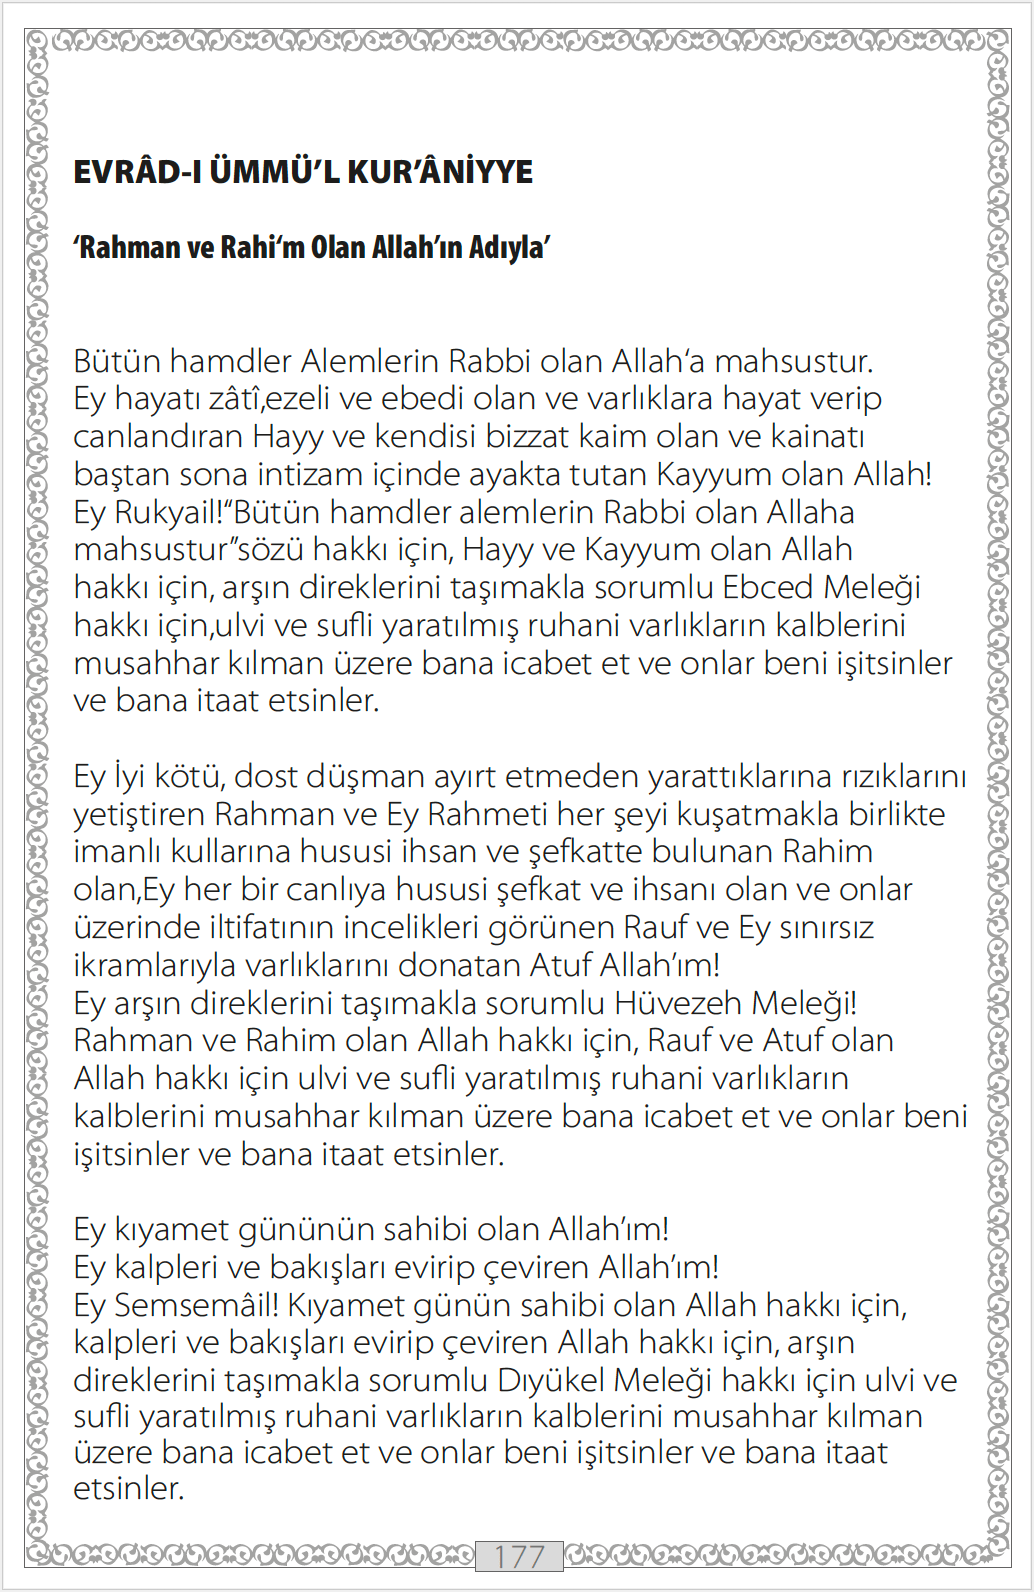 EVRÂD-I ÜMMÜ’L KUR’ÂNİYYE
‘Rahman ve Rahi‘m Olan Allah’ın Adıyla’
Bütün hamdler Alemlerin Rabbi olan Allah‘a mahsustur.
Ey hayatı zâtî,ezeli ve ebedi olan ve varlıklara hayat verip
canlandıran Hayy ve kendisi bizzat kaim olan ve kainatı
baştan sona intizam içinde ayakta tutan Kayyum olan Allah!
Ey Rukyail!“Bütün hamdler alemlerin Rabbi olan Allaha
mahsustur”sözü hakkı için, Hayy ve Kayyum olan Allah
hakkı için, arşın direklerini taşımakla sorumlu Ebced Meleği
hakkı için,ulvi ve sufli yaratılmış ruhani varlıkların kalblerini
musahhar kılman üzere bana icabet et ve onlar beni işitsinler
ve bana itaat etsinler.
Ey İyi kötü, dost düşman ayırt etmeden yarattıklarına rızıklarını
yetiştiren Rahman ve Ey Rahmeti her şeyi kuşatmakla birlikte
imanlı kullarına hususi ihsan ve şefkatte bulunan Rahim
olan,Ey her bir canlıya hususi şefkat ve ihsanı olan ve onlar
üzerinde iltifatının incelikleri görünen Rauf ve Ey sınırsız
ikramlarıyla varlıklarını donatan Atuf Allah’ım!
Ey arşın direklerini taşımakla sorumlu Hüvezeh Meleği!
Rahman ve Rahim olan Allah hakkı için, Rauf ve Atuf olan
Allah hakkı için ulvi ve sufli yaratılmış ruhani varlıkların
kalblerini musahhar kılman üzere bana icabet et ve onlar beni
işitsinler ve bana itaat etsinler.
Ey kıyamet gününün sahibi olan Allah’ım!
Ey kalpleri ve bakışları evirip çeviren Allah’ım!
Ey Semsemâil! Kıyamet günün sahibi olan Allah hakkı için,
kalpleri ve bakışları evirip çeviren Allah hakkı için, arşın
direklerini taşımakla sorumlu Dıyükel Meleği hakkı için ulvi ve
sufli yaratılmış ruhani varlıkların kalblerini musahhar kılman
üzere bana icabet et ve onlar beni işitsinler ve bana itaat
etsinler.
177